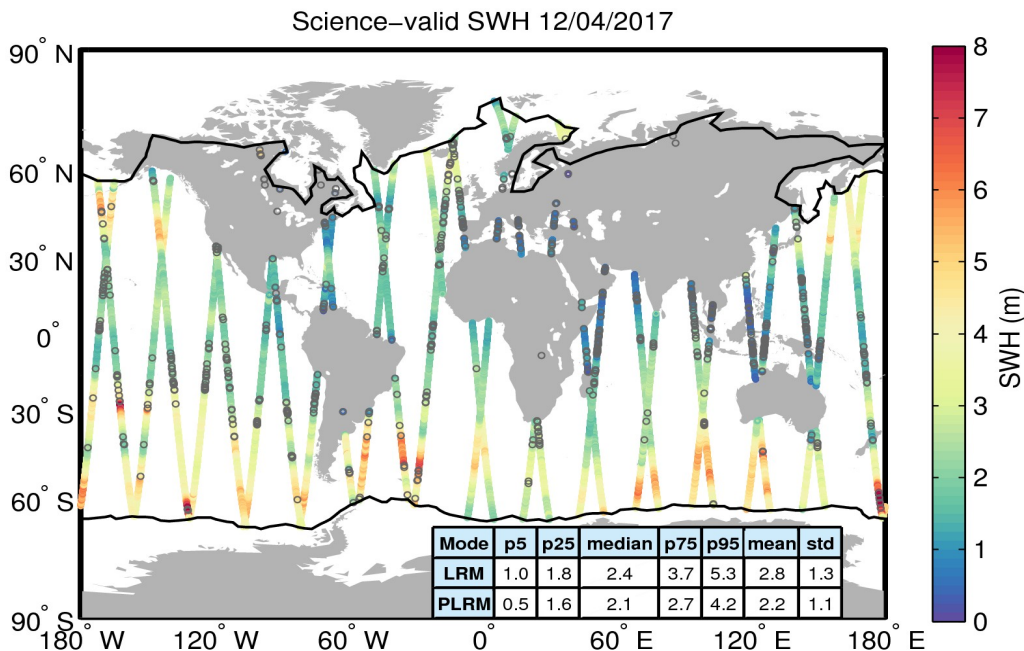 Science−valid SWH 12/04/2017
90° N
60° N
30° N
0°
30° S
60° S
90° S
180° W
120° W
60° W
0°
60° E
120° E
180° E
8
7
6
5
4
3
2
1
0
SWH (m)
Mode p5 p25 median p75 p95 mean std
LRM 1.0 1.8 2.4 3.7 5.3 2.8 1.3
PLRM 0.5 1.6 2.1 2.7 4.2 2.2 1.1